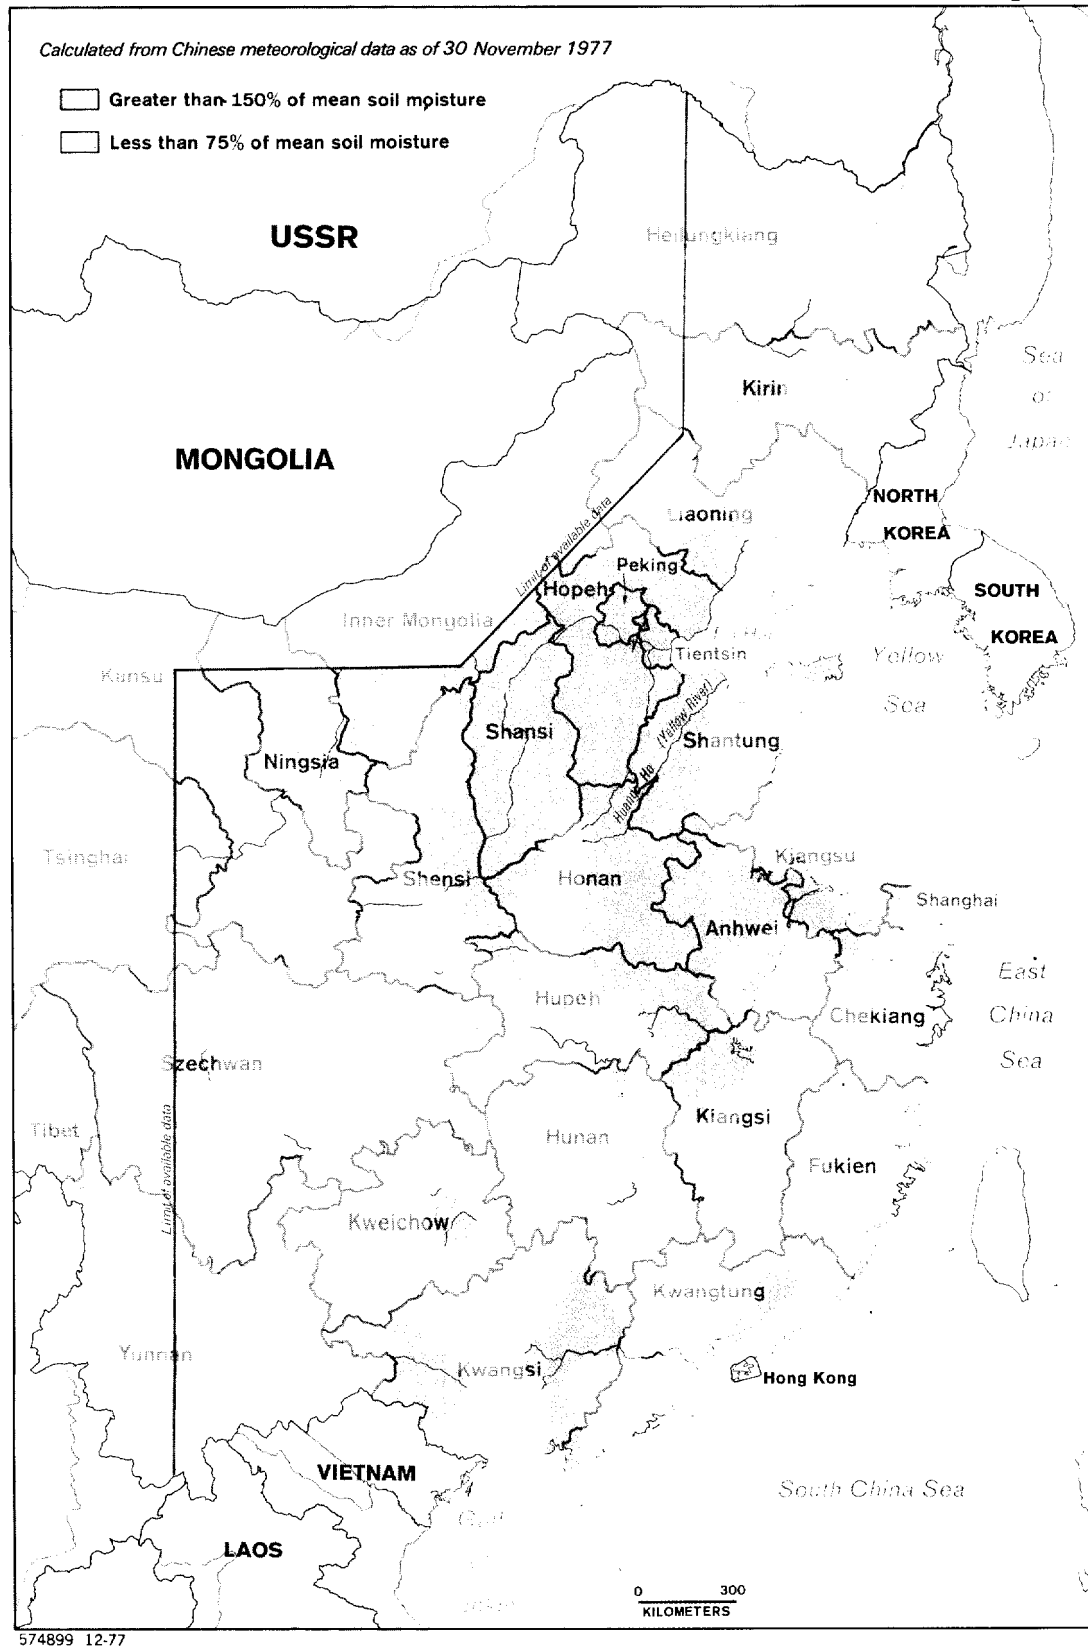 Calculated from Chinese meteorological data as of 30 November 1977
Greater than 150% of mean soil moisture
Less than 75% of mean soil moisture
USSR
Heilungkiang
Sea
of
Japan
Kirin
MONGOLIA
NORTH
KOREA
Liaoning
Limit of available data
Peking
Hopeh
SOUTH
KOREA
Inner Mongolia
Tientsin
Yellow
Sea
Kansu
(Yellow River)
Shansi
Shantung
Ningsia
Huang Ho
Tsinghai
Kiangsu
Shensi
Honan
Shanghai
Anhwei
East
China
Sea
Hupeh
Chekiang
Szechwan
Limit of available data
Tibet
Kiangsi
Hunan
Fukien
Kweichow
Kwangtung
Yunnan
Kwangsi
Hong Kong
VIETNAM
South China Sea
Gulf
LAOS
0 300
KILOMETERS
574899 12-77